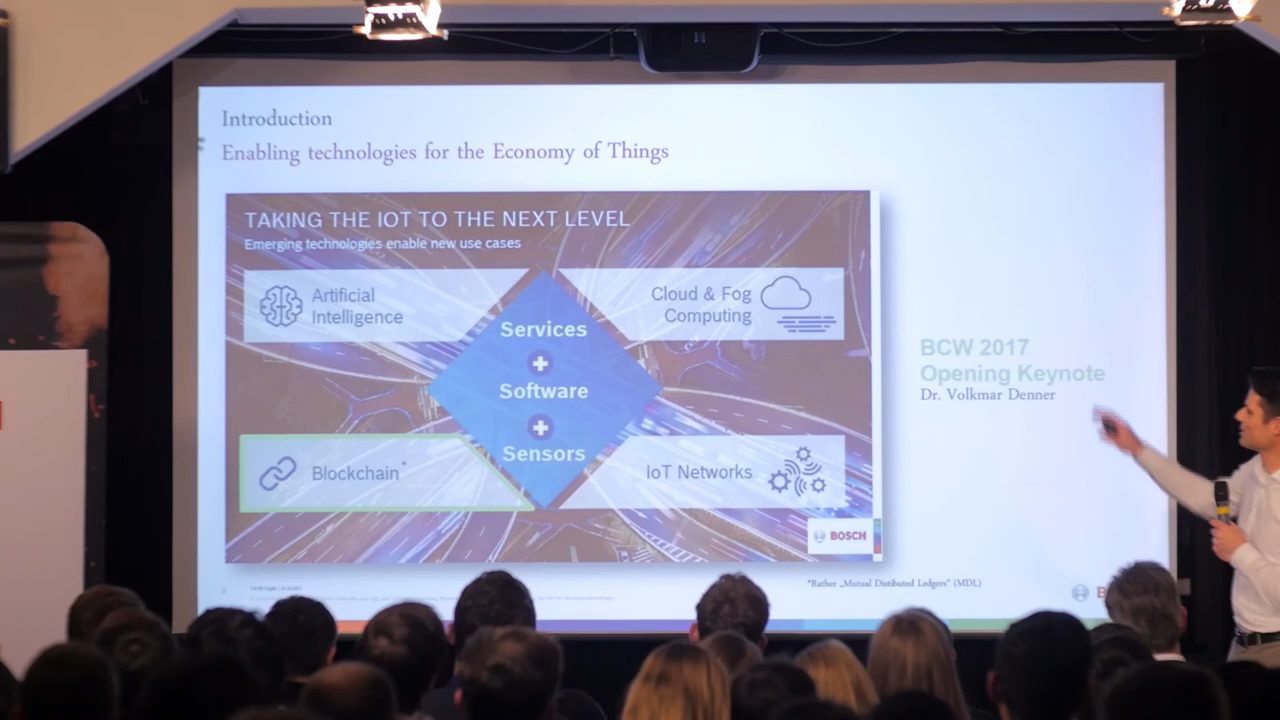 Introduction
Enabling technologies for the Economy of Things
TAKING THE IOT TO THE NEXT LEVEL
Emerging technologies enable new use cases
Artificial
Intelligence
Cloud & Fog
Computing
Services
Software
Sensors
Blockchain*
IoT Networks
BOSCH
BCW 2017
Opening Keynote
Dr. Volkmar Denner
*Rather „Mutual Distibuted Ledgers" (MDL)
B